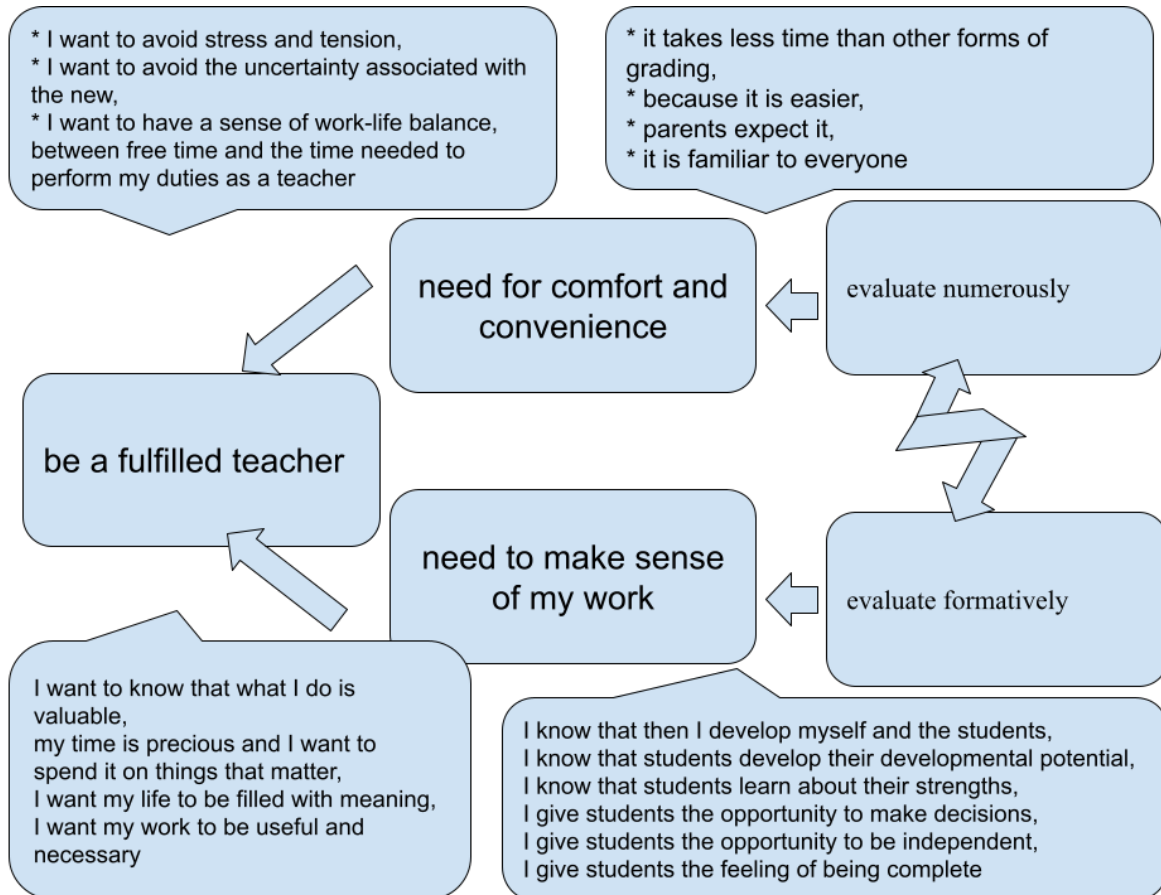 * I want to avoid stress and tension,
* I want to avoid the uncertainty associated with
the new,
* I want to have a sense of work-life balance,
between free time and the time needed to
perform my duties as a teacher
* it takes less time than other forms of
grading,
* because it is easier,
* parents expect it,
* it is familiar to everyone
need for comfort and
convenience
evaluate numerously
be a fulfilled teacher
need to make sense
of my work
evaluate formatively
I want to know that what I do is
valuable,
my time is precious and I want to
spend it on things that matter,
I want my life to be filled with meaning,
I want my work to be useful and
necessary
I know that then I develop myself and the students,
I know that students develop their developmental potential,
I know that students learn about their strengths,
I give students the opportunity to make decisions,
I give students the opportunity to be independent,
I give students the feeling of being complete